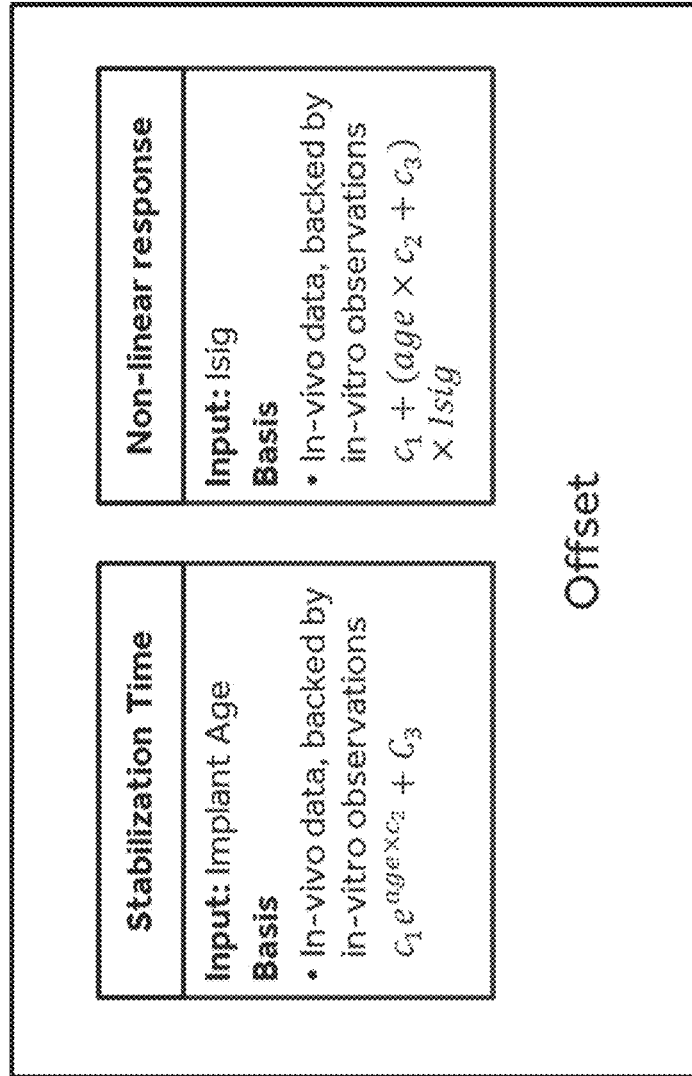 Stabilization Time
Input: Implant Age
Basis
• In-vivo data, backed by
in-vitro observations
c₁e^{age×c₂} + C₃
Non-linear response
Input: Isig
Basis
• In-vivo data, backed by
in-vitro observations
c₁ + (age × c₂ + c₃)
× Isig
Offset